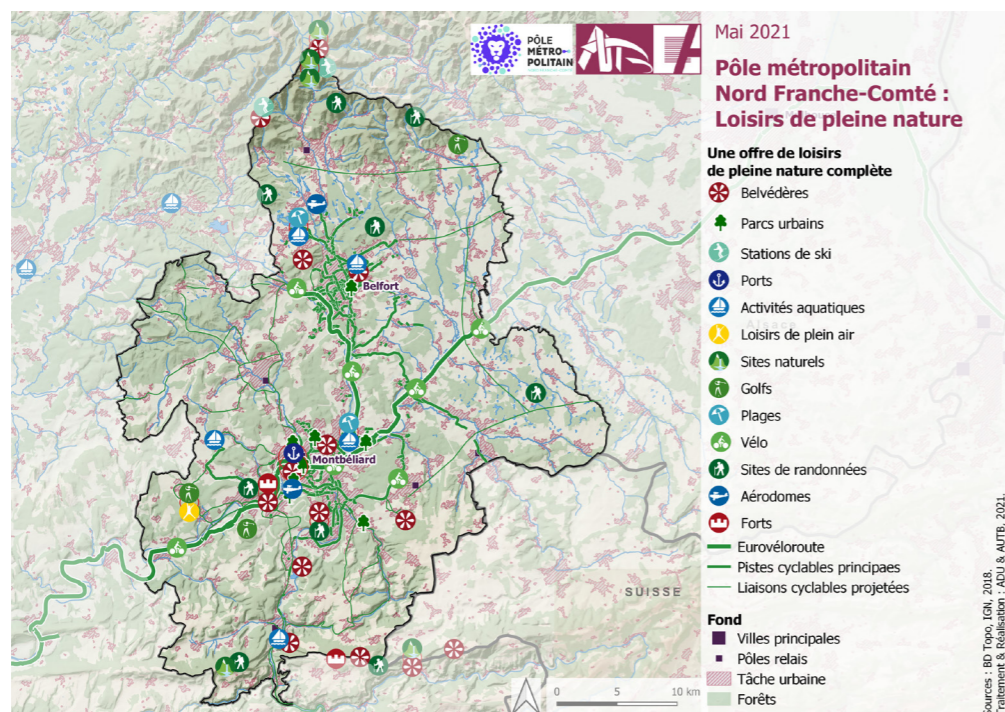 PÔLE
MÉTRO-
POLITAIN
Mai 2021
Pôle métropolitain
Nord Franche-Comté :
Loisirs de pleine nature
Une offre de loisirs
de pleine nature complète
Belvédères
Parcs urbains
Stations de ski
Ports
Activités aquatiques
Loisirs de plein air
Sites naturels
Golfs
Plages
Vélo
Sites de randonnées
Aérodomes
Forts
Eurovéloroute
Pistes cyclables principaes
Liaisons cyclables projetées
Fond
Villes principales
Pôles relais
Tâche urbaine
Forêts
Belfort
Montbéliard
Alsace
SUISSE
0 5 10 km
Sources : BD Topo, IGN, 2018.
Traitement & Réalisation : ADU & AUTB, 2021.